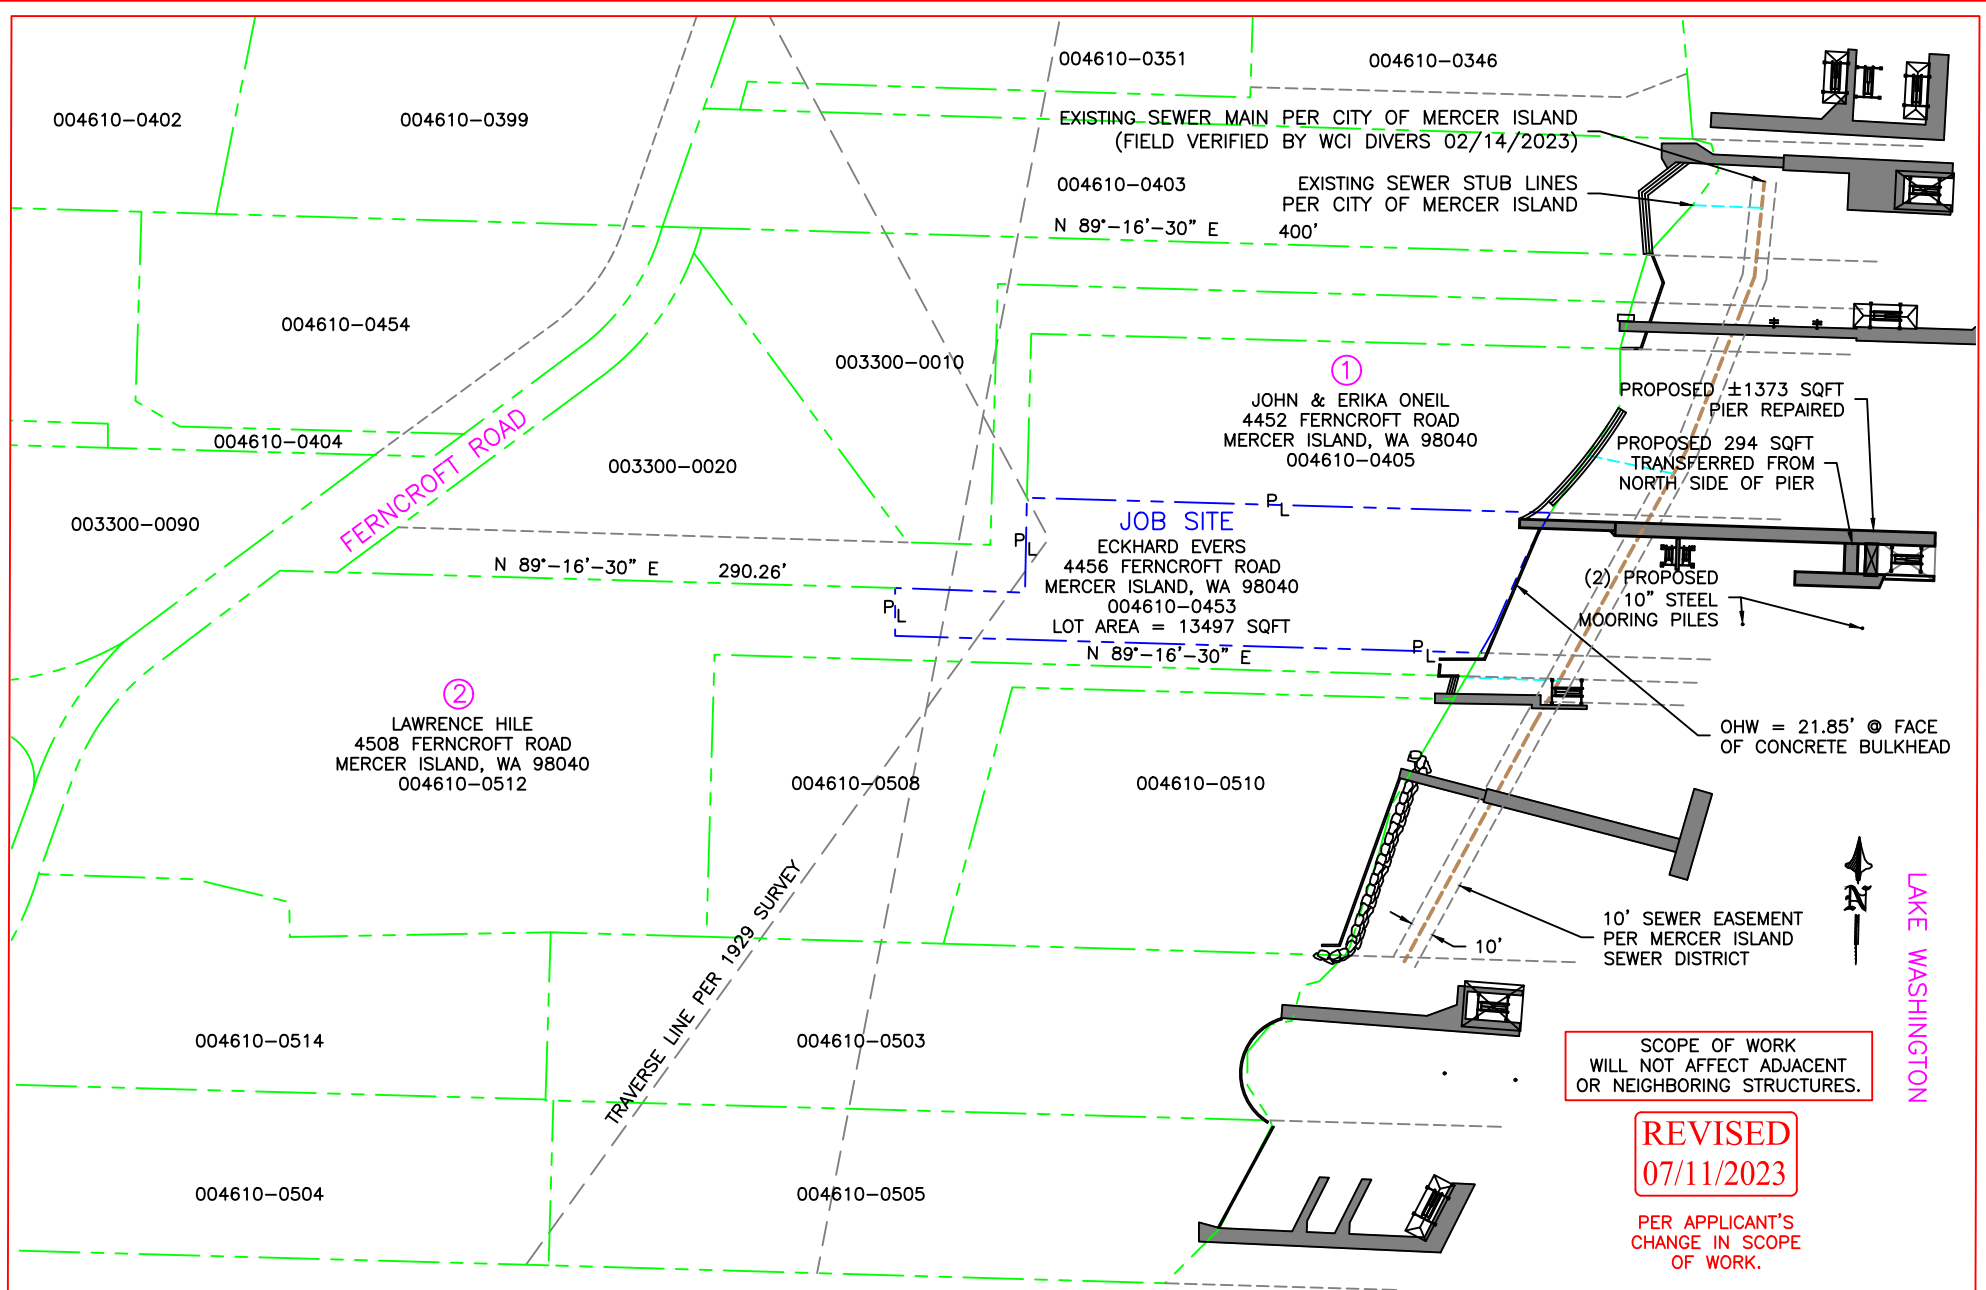 004610-0351
004610-0346
004610-0402
004610-0399
EXISTING SEWER MAIN PER CITY OF MERCER ISLAND
(FIELD VERIFIED BY WCI DIVERS 02/14/2023)
004610-0403
EXISTING SEWER STUB LINES
PER CITY OF MERCER ISLAND
N 89°-16'-30" E
400'
004610-0454
003300-0010
1
JOHN & ERIKA ONEIL
4452 FERNCROFT ROAD
MERCER ISLAND, WA 98040
004610-0405
PROPOSED ±1373 SQFT
PIER REPAIRED
PROPOSED 294 SQFT
TRANSFERRED FROM
NORTH SIDE OF PIER
004610-0404
FERNCROFT ROAD
003300-0020
003300-0090
PL
JOB SITE
ECKHARD EVERS
4456 FERNCROFT ROAD
MERCER ISLAND, WA 98040
004610-0453
LOT AREA = 13497 SQFT
PL
N 89°-16'-30" E
290.26'
PL
(2) PROPOSED
10" STEEL
MOORING PILES
N 89°-16'-30" E
PL
2
LAWRENCE HILE
4508 FERNCROFT ROAD
MERCER ISLAND, WA 98040
004610-0512
OHW = 21.85' @ FACE
OF CONCRETE BULKHEAD
004610-0508
004610-0510
TRAVERSE LINE PER 1929 SURVEY
N
LAKE WASHINGTON
10' SEWER EASEMENT
PER MERCER ISLAND
SEWER DISTRICT
10'
004610-0514
004610-0503
SCOPE OF WORK
WILL NOT AFFECT ADJACENT
OR NEIGHBORING STRUCTURES.
REVISED
07/11/2023
004610-0504
004610-0505
PER APPLICANT'S
CHANGE IN SCOPE
OF WORK.